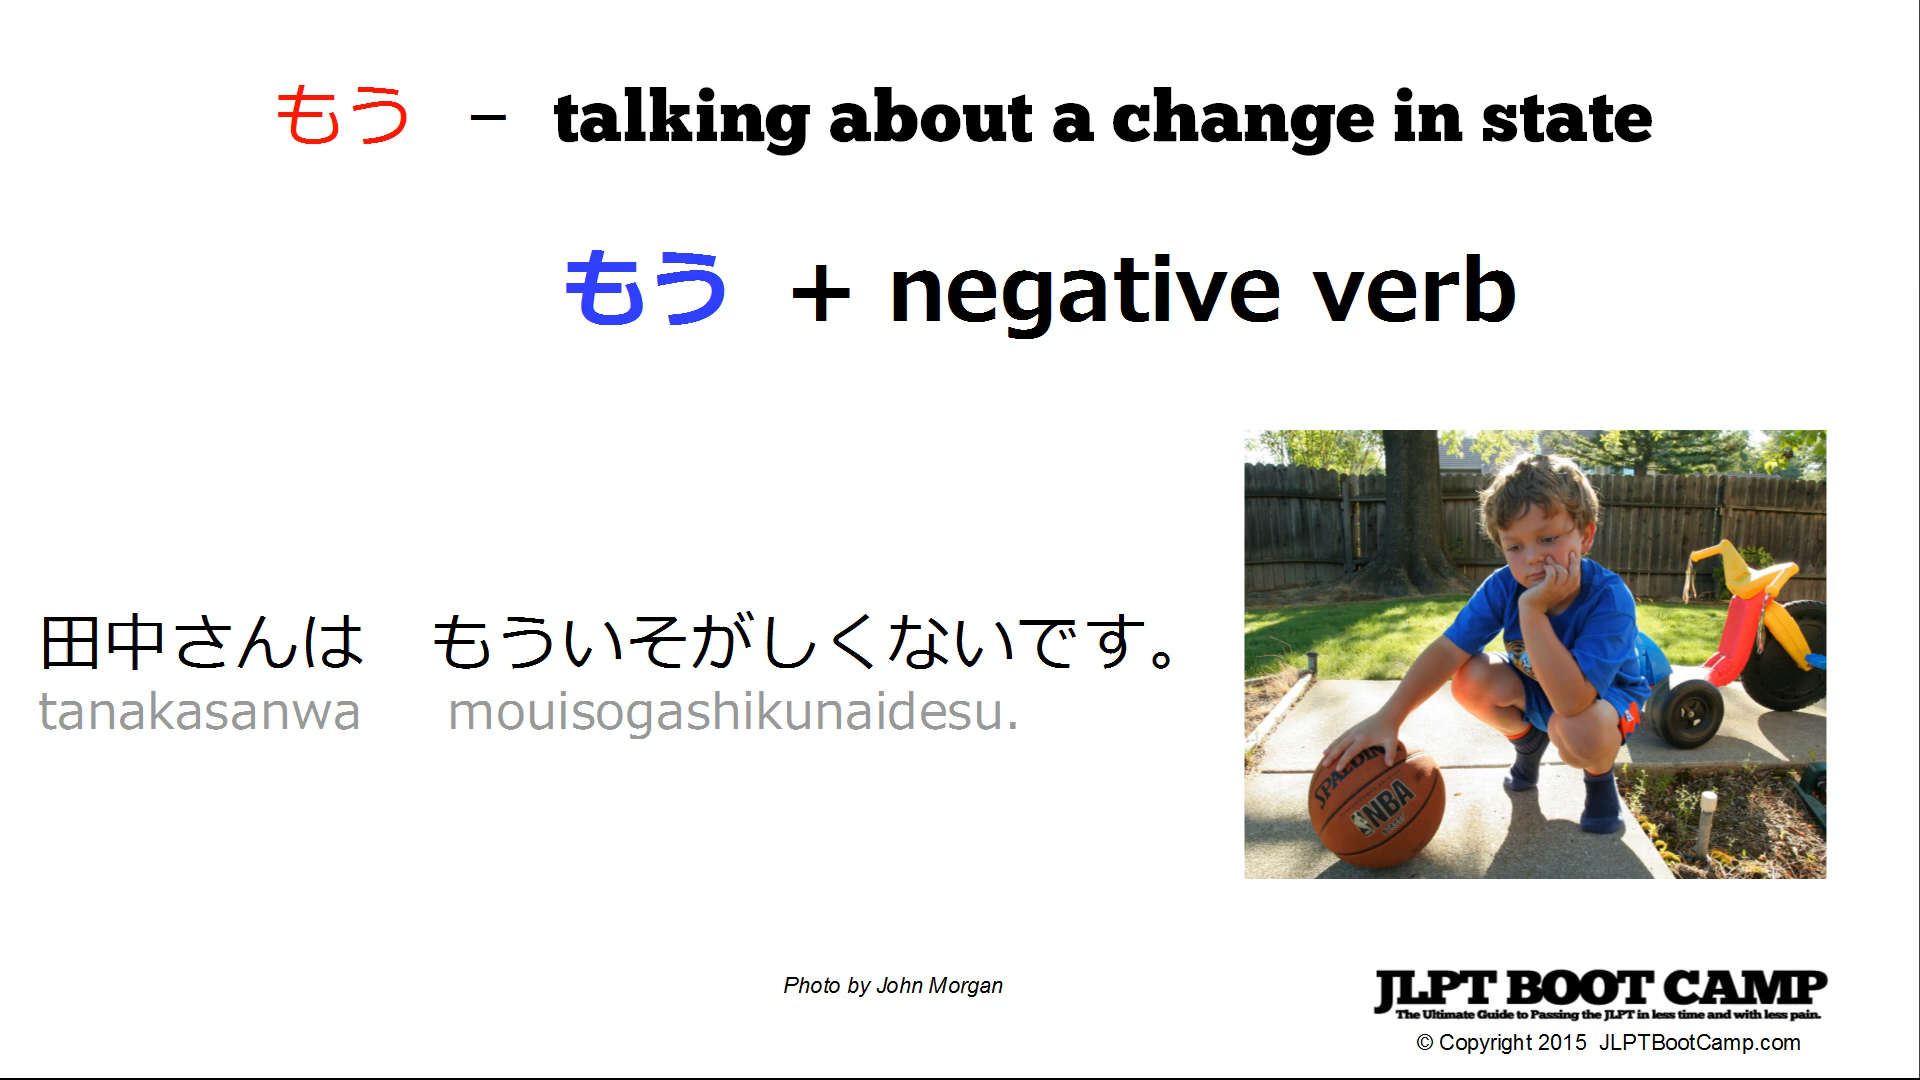 もう － talking about a change in state
もう + negative verb
田中さんは　もういそがしくないです。
tanakasanwa mouisogashikunaidesu.
SPALDING
NBA
Photo by John Morgan
JLPT BOOT CAMP
The Ultimate Guide to Passing the JLPT in less time and with less pain.
© Copyright 2015 JLPTBootCamp.com